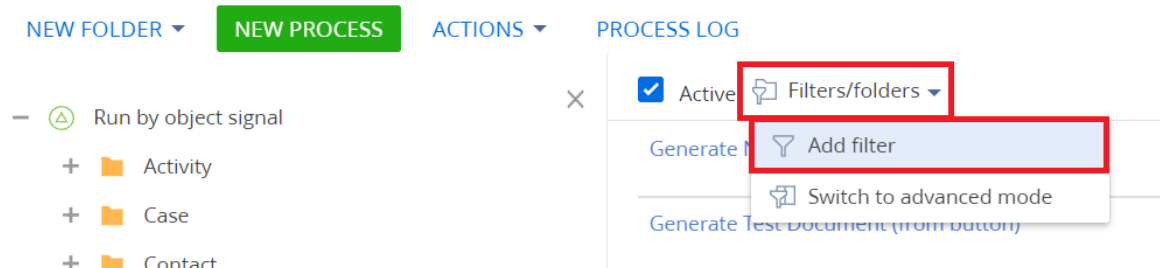 NEW FOLDER
NEW PROCESS
ACTIONS
PROCESS LOG
Active
Filters/folders
Run by object signal
Generate
Add filter
Activity
Switch to advanced mode
Case
Generate Test Document (from button)
Contact